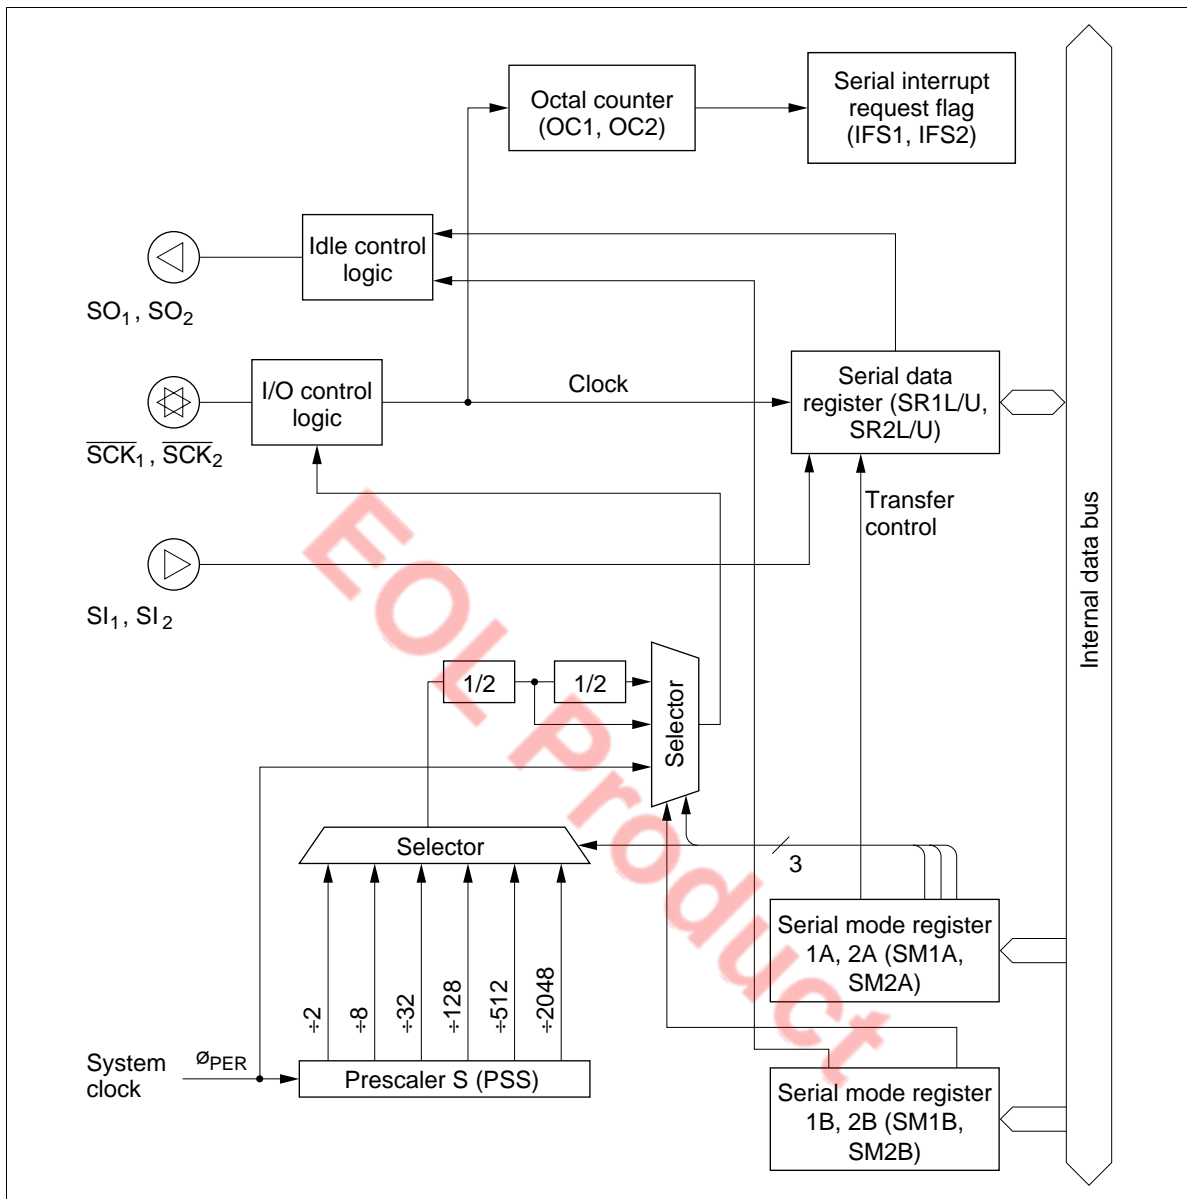 Octal counter
(OC1, OC2)
Serial interrupt
request flag
(IFS1, IFS2)
Idle control
logic
SO1, SO2
I/O control
logic
Clock
Serial data
register (SR1L/U,
SR2L/U)
SCK1, SCK2
Transfer
control
SI1, SI2
Internal data bus
1/2
1/2
Selector
Selector
3
Serial mode register
1A, 2A (SM1A,
SM2A)
÷2
÷8
÷32
÷128
÷512
÷2048
System
clock
øPER
Prescaler S (PSS)
Serial mode register
1B, 2B (SM1B,
SM2B)
EOL Product